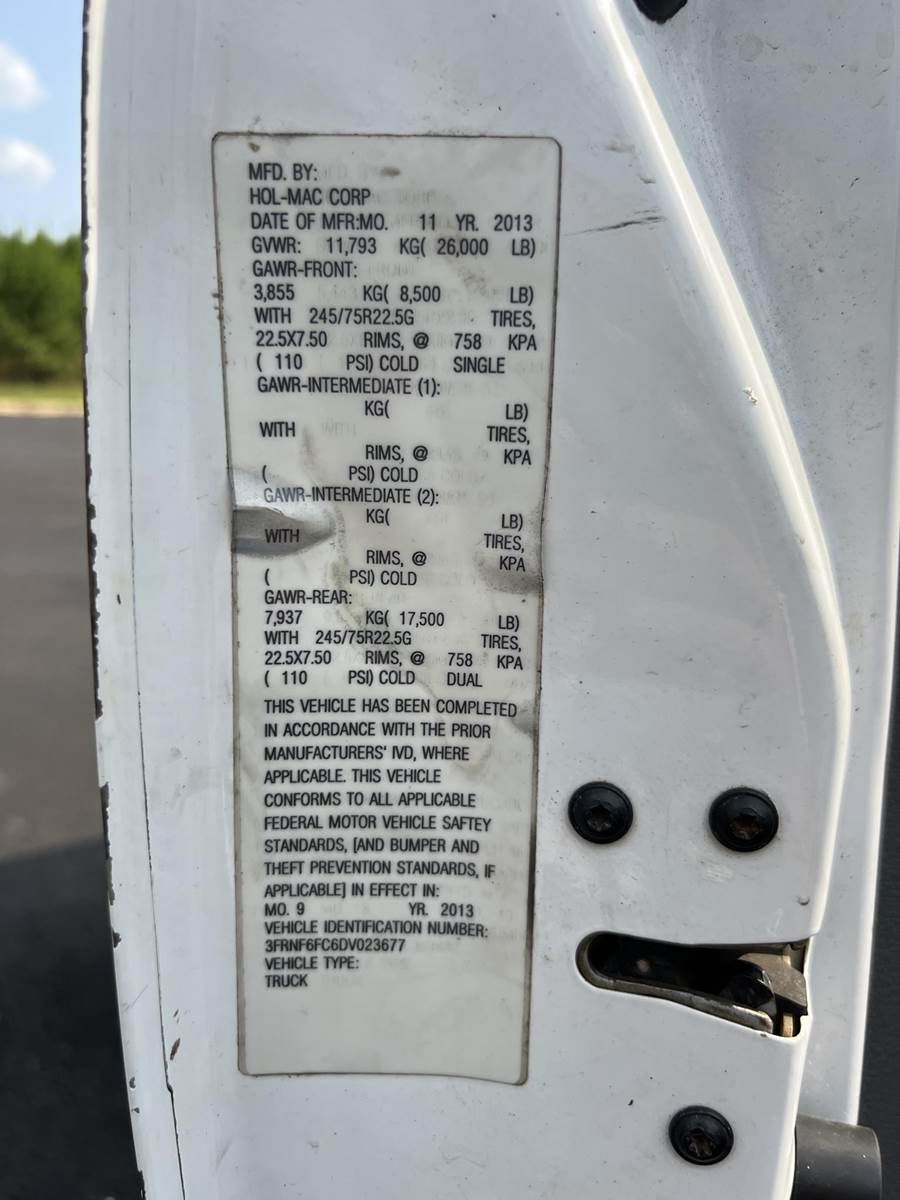 MFD. BY:
HOL-MAC CORP
DATE OF MFR:MO. 11 YR. 2013
GVWR: 11,793 KG( 26,000 LB)
GAWR-FRONT:
3,855 KG( 8,500 LB)
WITH 245/75R22.5G TIRES,
22.5X7.50 RIMS, @ 758 KPA
( 110 PSI) COLD SINGLE
GAWR-INTERMEDIATE (1):
KG( LB)
WITH TIRES,
RIMS, @ KPA
( PSI) COLD
GAWR-INTERMEDIATE (2):
KG( LB)
WITH TIRES,
RIMS, @ KPA
( PSI) COLD
GAWR-REAR:
7,937 KG( 17,500 LB)
WITH 245/75R22.5G TIRES,
22.5X7.50 RIMS, @ 758 KPA
( 110 PSI) COLD DUAL
THIS VEHICLE HAS BEEN COMPLETED
IN ACCORDANCE WITH THE PRIOR
MANUFACTURERS' IVD, WHERE
APPLICABLE. THIS VEHICLE
CONFORMS TO ALL APPLICABLE
FEDERAL MOTOR VEHICLE SAFTEY
STANDARDS, [AND BUMPER AND
THEFT PREVENTION STANDARDS, IF
APPLICABLE] IN EFFECT IN:
MO. 9 YR. 2013
VEHICLE IDENTIFICATION NUMBER:
3FRNF6FC6DV023677
VEHICLE TYPE:
TRUCK